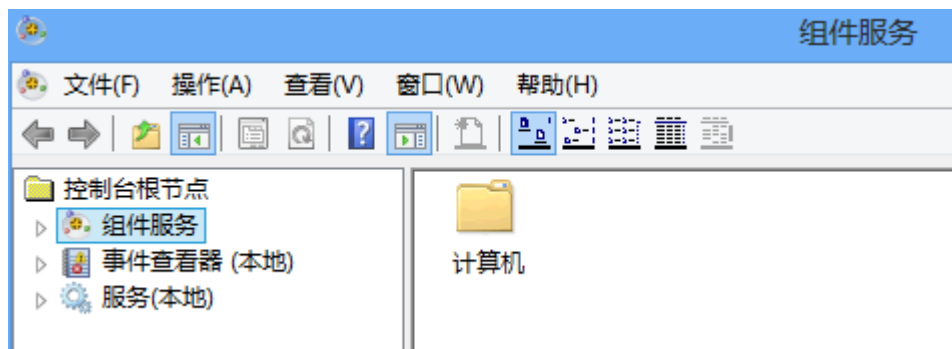 组件服务
文件(F) 操作(A) 查看(V) 窗口(W) 帮助(H)
控制台根节点
组件服务
事件查看器 (本地)
服务(本地)
计算机